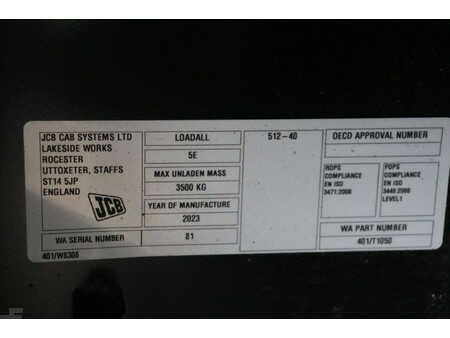 JCB CAB SYSTEMS LTD
LAKESIDE WORKS
ROCESTER
UTTOXETER, STAFFS
ST14 5JP
ENGLAND
JCB
WA SERIAL NUMBER
401/W8308
LOADALL
5E
MAX UNLADEN MASS
3500 KG
YEAR OF MANUFACTURE
2023
81
512-40
OECD APPROVAL NUMBER
ROPS
COMPLIANCE
EN ISO
3471:2008
FOPS
COMPLIANCE
EN ISO
3449:2008
LEVEL1
WA PART NUMBER
401/T1050